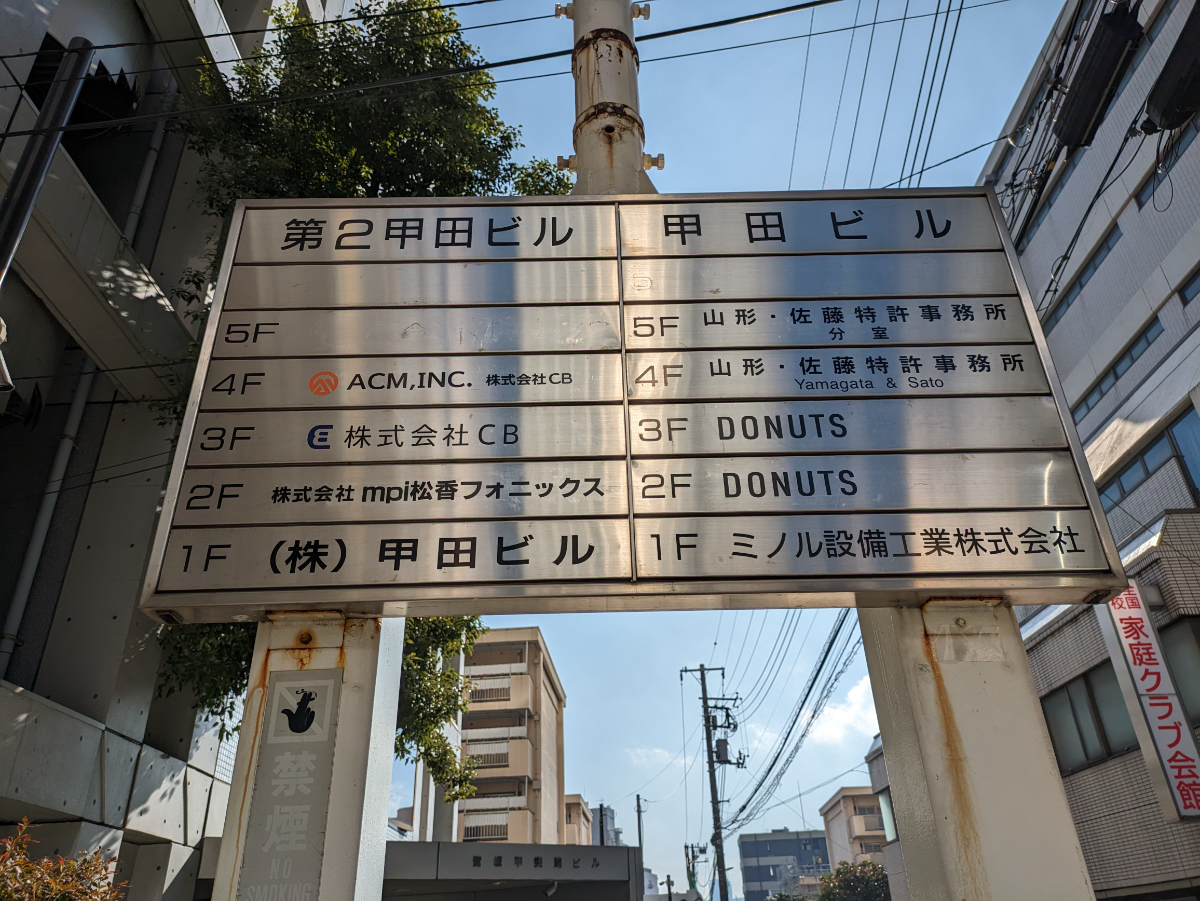 第2甲田ビル
5F
4F ACM,INC. 株式会社CB
3F 株式会社CB
2F 株式会社 mpi松香フォニックス
1F （株）甲田ビル
甲田ビル
5F 山形・佐藤特許事務所
分室
4F 山形・佐藤特許事務所
Yamagata & Sato
3F DONUTS
2F DONUTS
1F ミノル設備工業株式会社
禁煙
NO
SMOKING
家庭クラブ会館